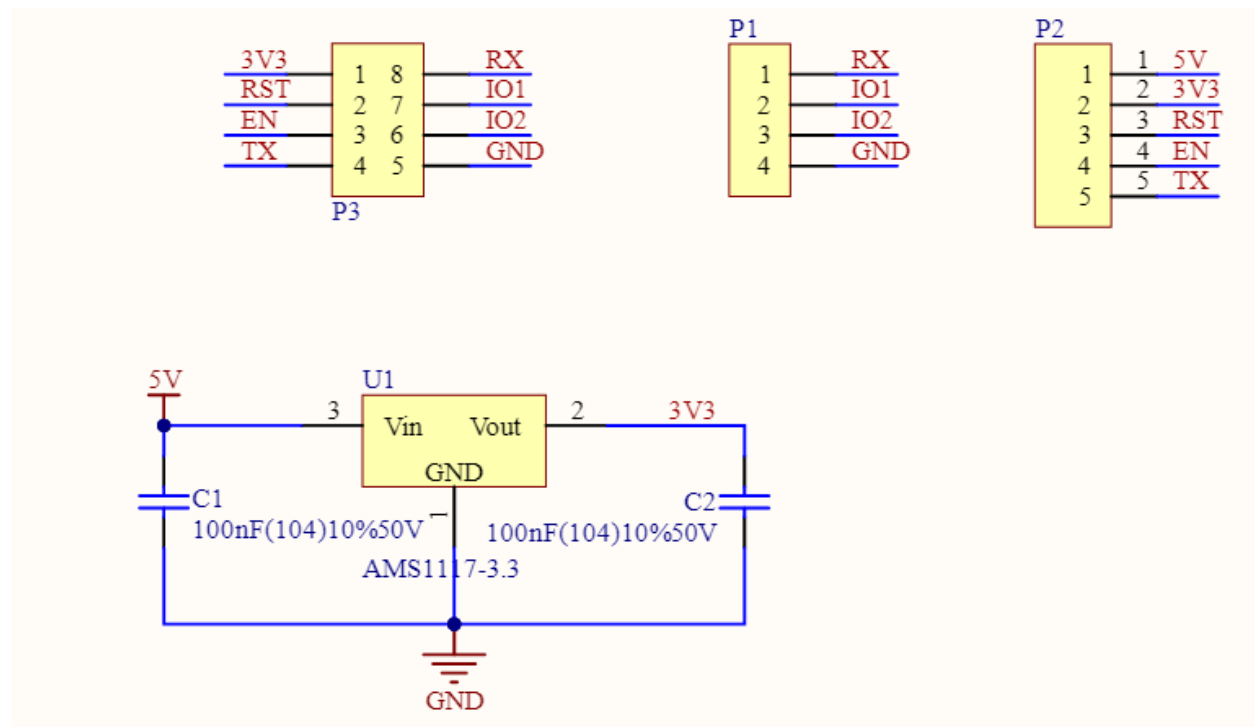 P1
P2
3V3 1 8 RX
RST 2 7 IO1
EN 3 6 IO2
TX 4 5 GND
P3
1 RX
2 IO1
3 IO2
4 GND
1 1 5V
2 2 3V3
3 3 RST
4 4 EN
5 5 TX
5V
U1
3 Vin Vout 2 3V3
GND
1
C1
100nF(104)10%50V
C2
100nF(104)10%50V
AMS1117-3.3
GND